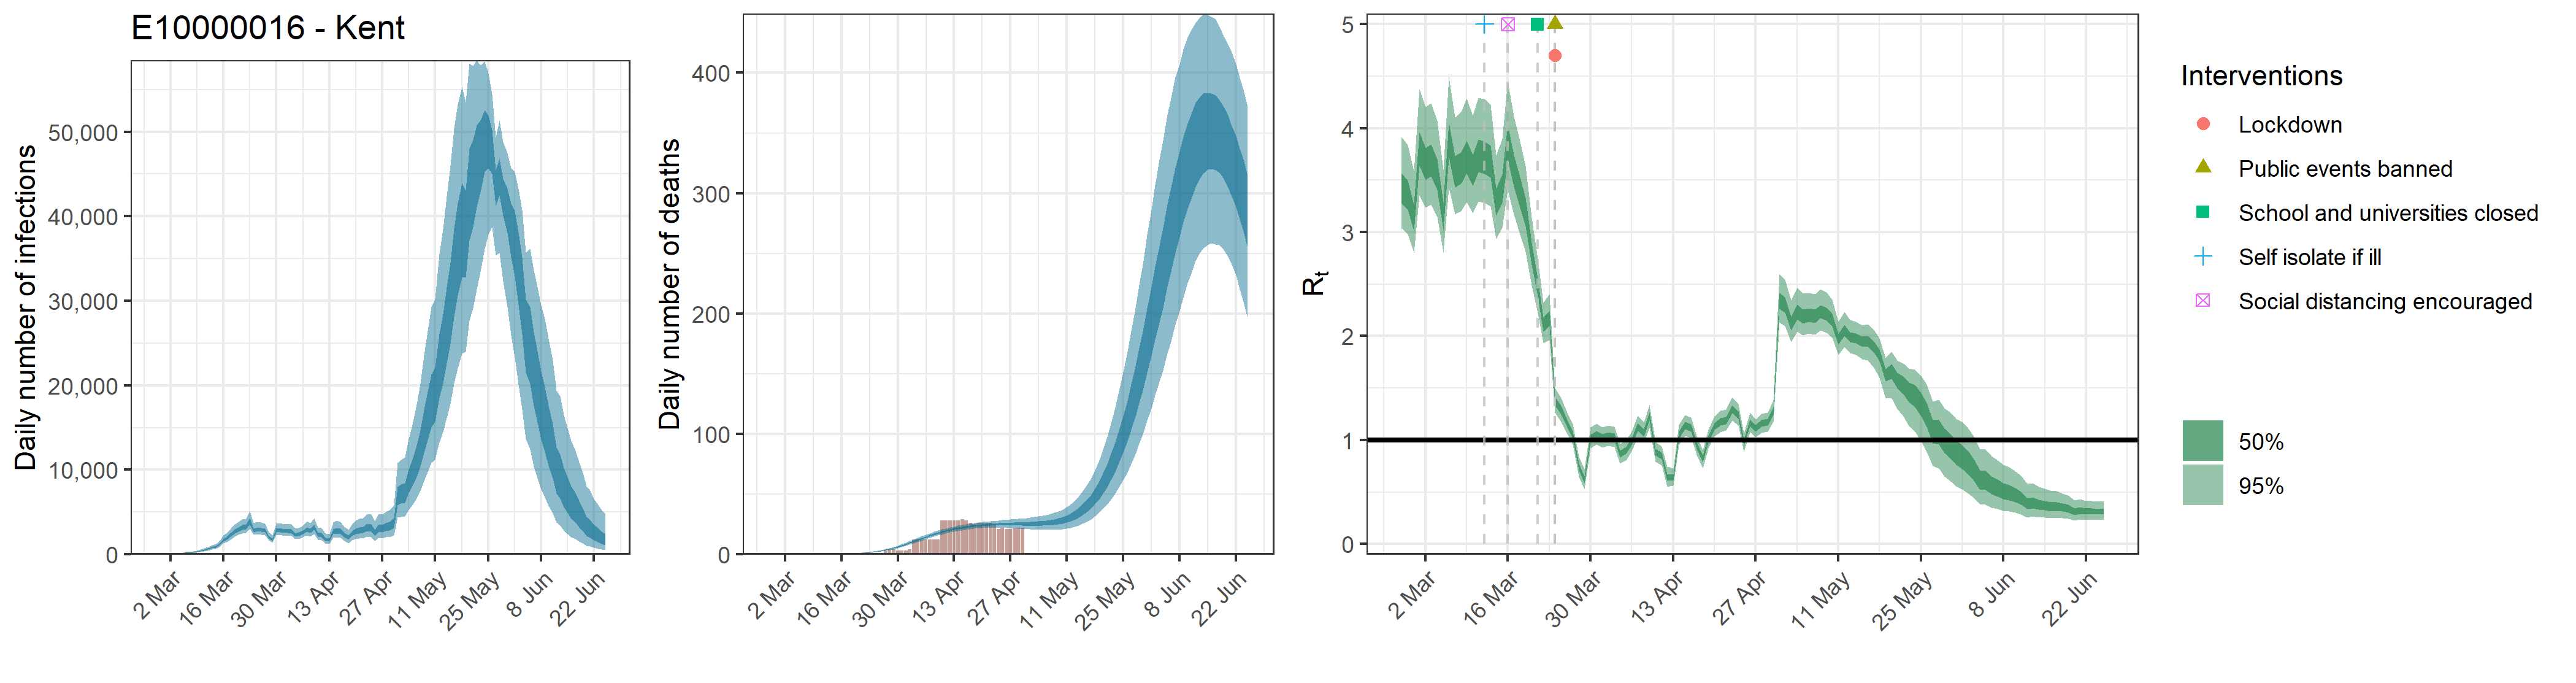 E10000016 - Kent
Daily number of infections
50,000
40,000
30,000
20,000
10,000
0
2 Mar
16 Mar
30 Mar
13 Apr
27 Apr
11 May
25 May
8 Jun
22 Jun
Daily number of deaths
400
300
200
100
0
2 Mar
16 Mar
30 Mar
13 Apr
27 Apr
11 May
25 May
8 Jun
22 Jun
Rt
5
4
3
2
1
0
2 Mar
16 Mar
30 Mar
13 Apr
27 Apr
11 May
25 May
8 Jun
22 Jun
Interventions
Lockdown
Public events banned
School and universities closed
Self isolate if ill
Social distancing encouraged
50%
95%